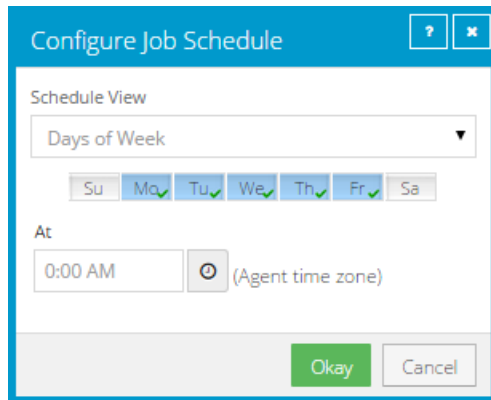 Configure Job Schedule ? ×
Schedule View
Days of Week
Su Mo Tu We Th Fr Sa
At
0:00 AM (Agent time zone)
Okay Cancel